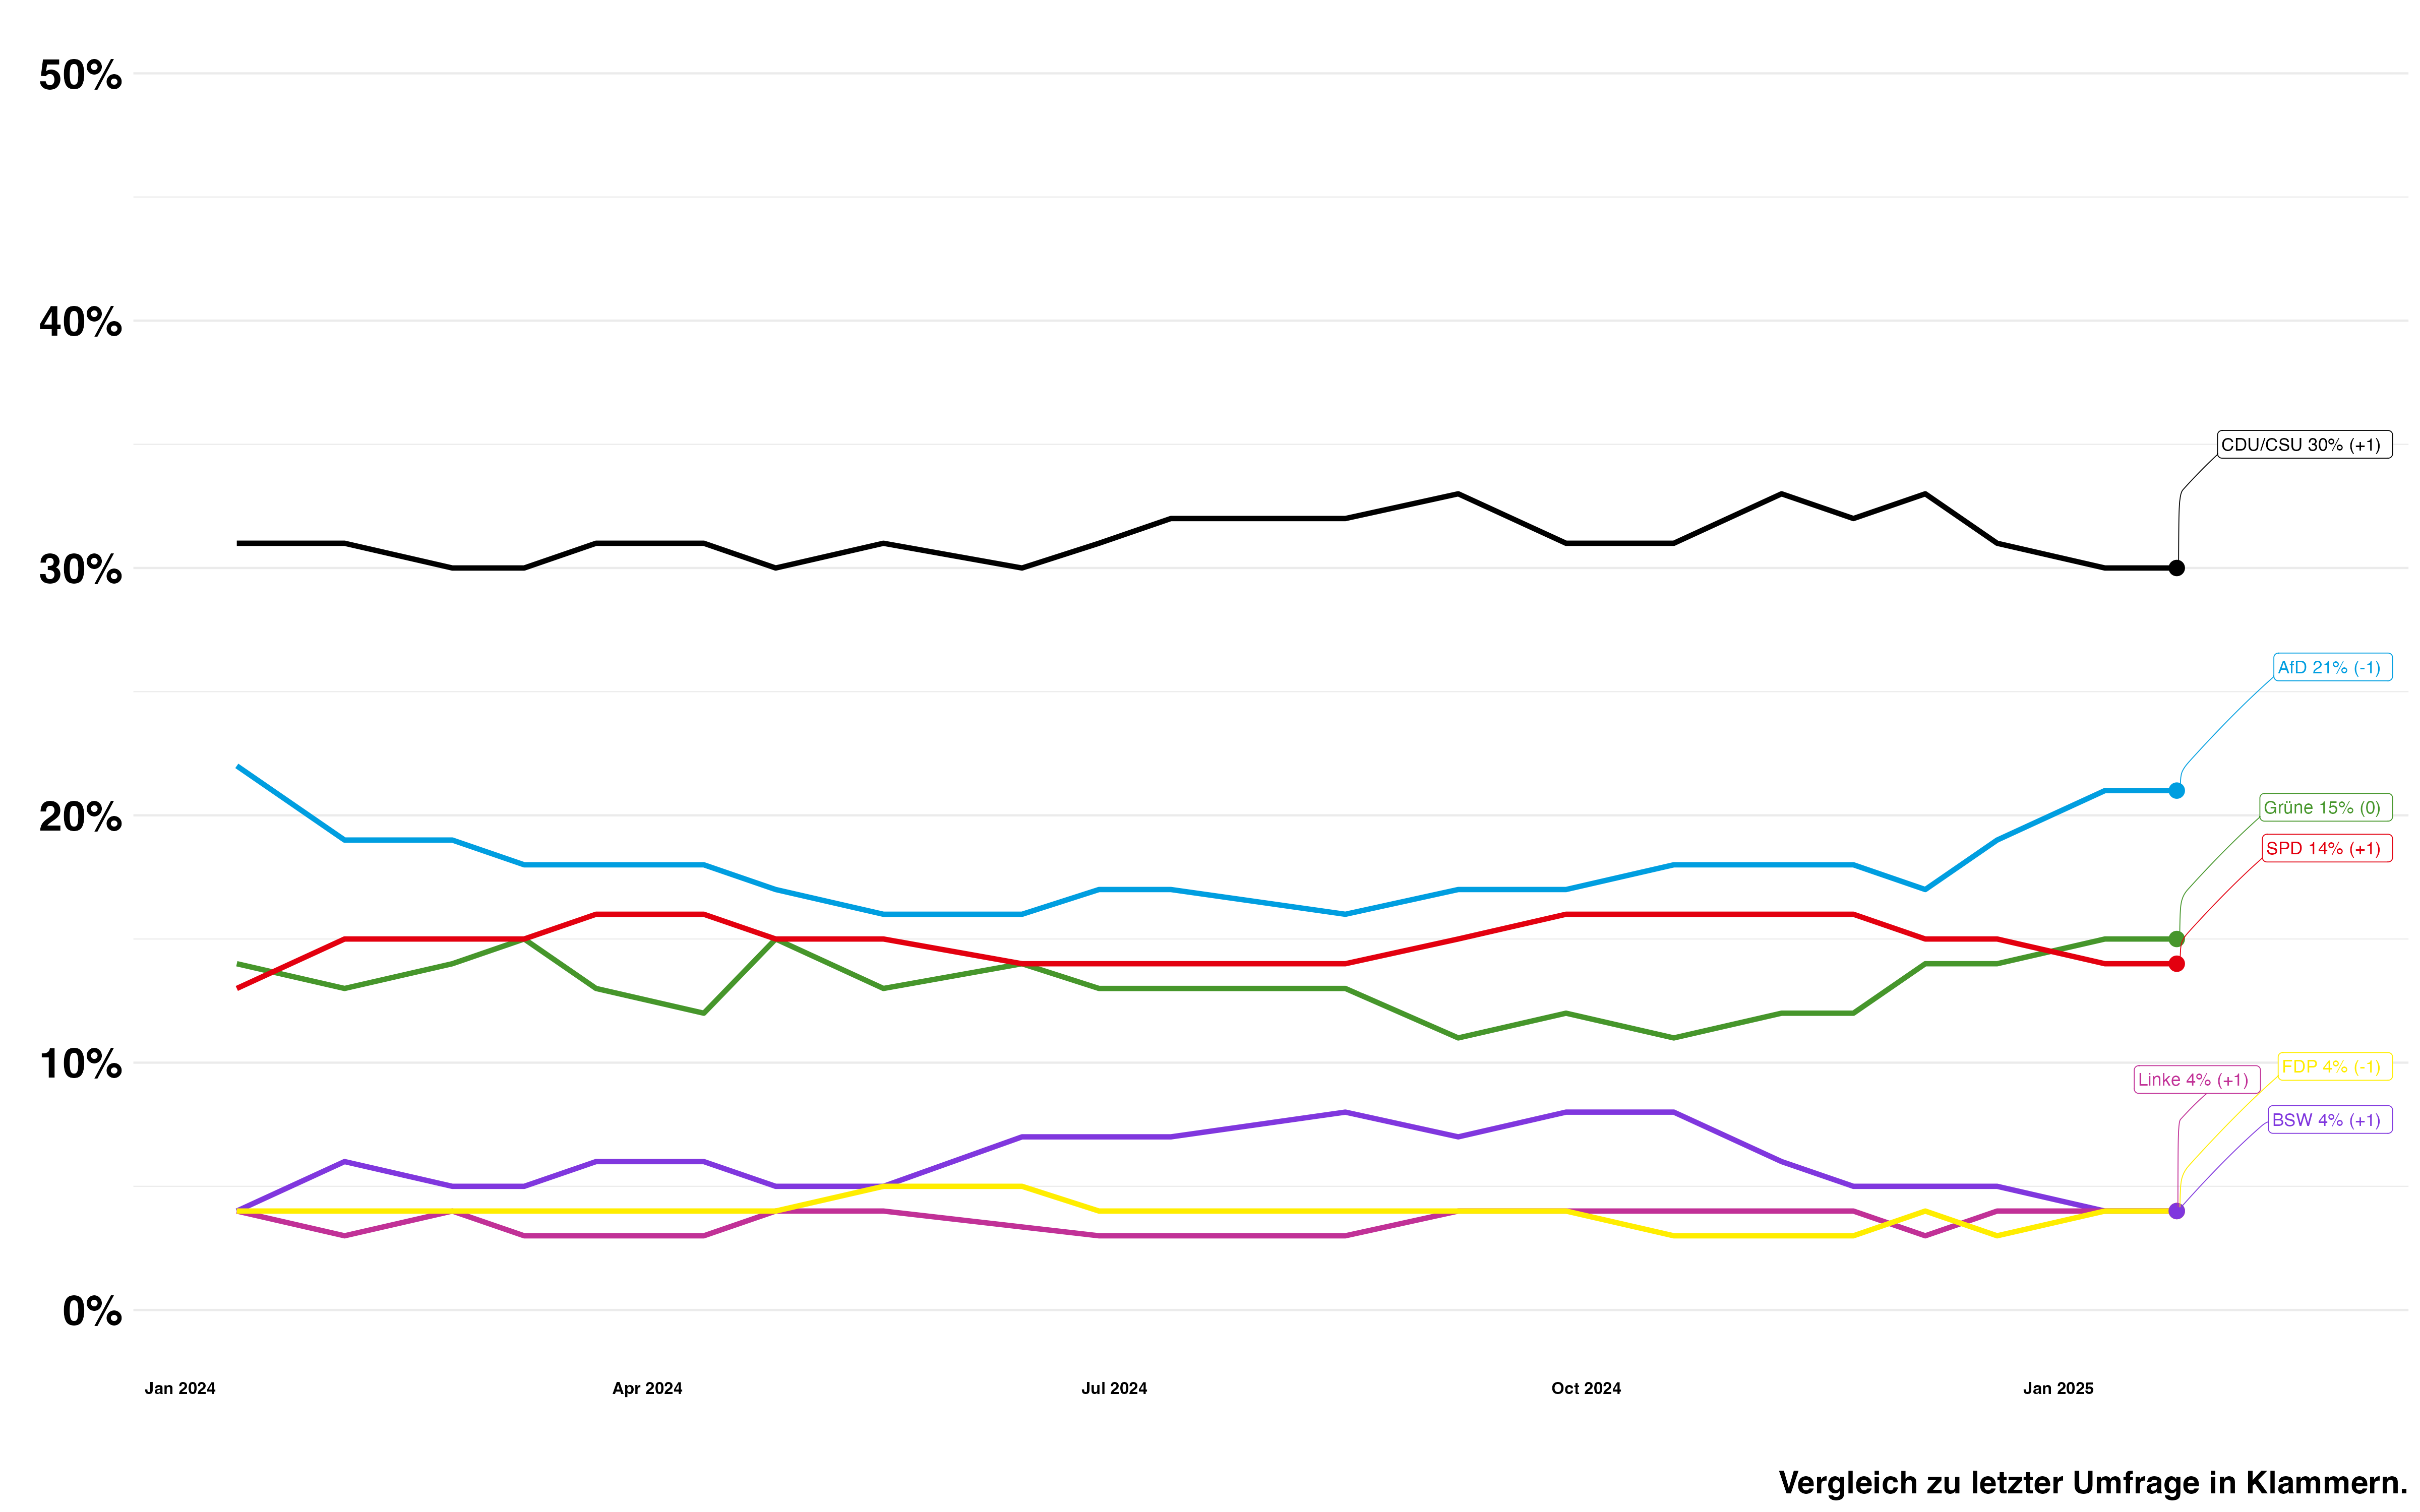 50%
40%
CDU/CSU 30% (+1)
30%
AfD 21% (-1)
Grüne 15% (0)
20%
SPD 14% (+1)
10%
FDP 4% (-1)
Linke 4% (+1)
BSW 4% (+1)
0%
Jan 2024 Apr 2024 Jul 2024 Oct 2024 Jan 2025
Vergleich zu letzter Umfrage in Klammern.